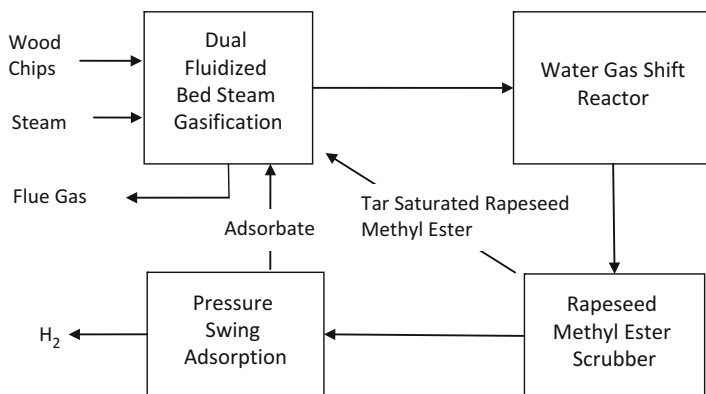 Wood
Chips
Steam
Flue Gas
Dual
Fluidized
Bed Steam
Gasification
Water Gas Shift
Reactor
Adsorbate
Tar Saturated Rapeseed
Methyl Ester
H₂
Pressure
Swing
Adsorption
Rapeseed
Methyl Ester
Scrubber